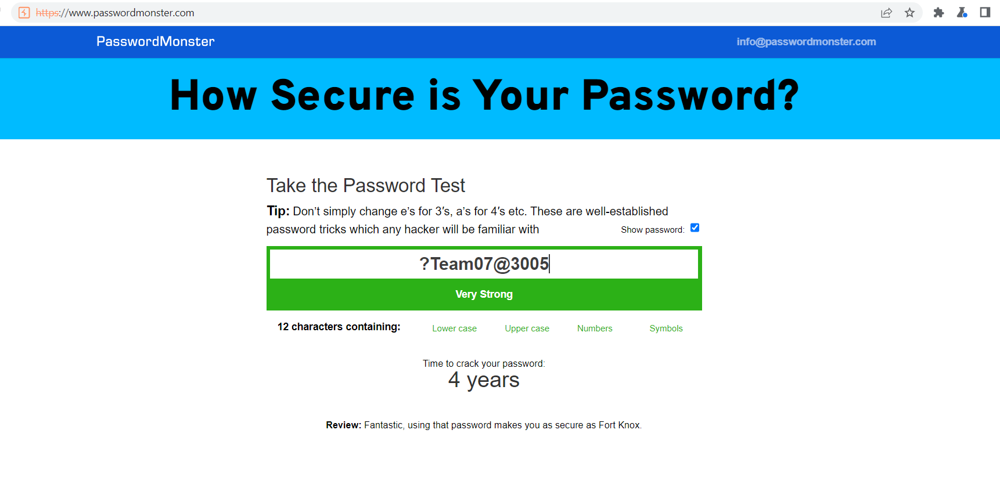 https://www.passwordmonster.com
PasswordMonster
info@passwordmonster.com
How Secure is Your Password?
Take the Password Test
Tip: Don’t simply change e’s for 3′s, a’s for 4′s etc. These are well-established
password tricks which any hacker will be familiar with
Show password:
?Team07@3005
Very Strong
12 characters containing:
Lower case
Upper case
Numbers
Symbols
Time to crack your password:
4 years
Review: Fantastic, using that password makes you as secure as Fort Knox.